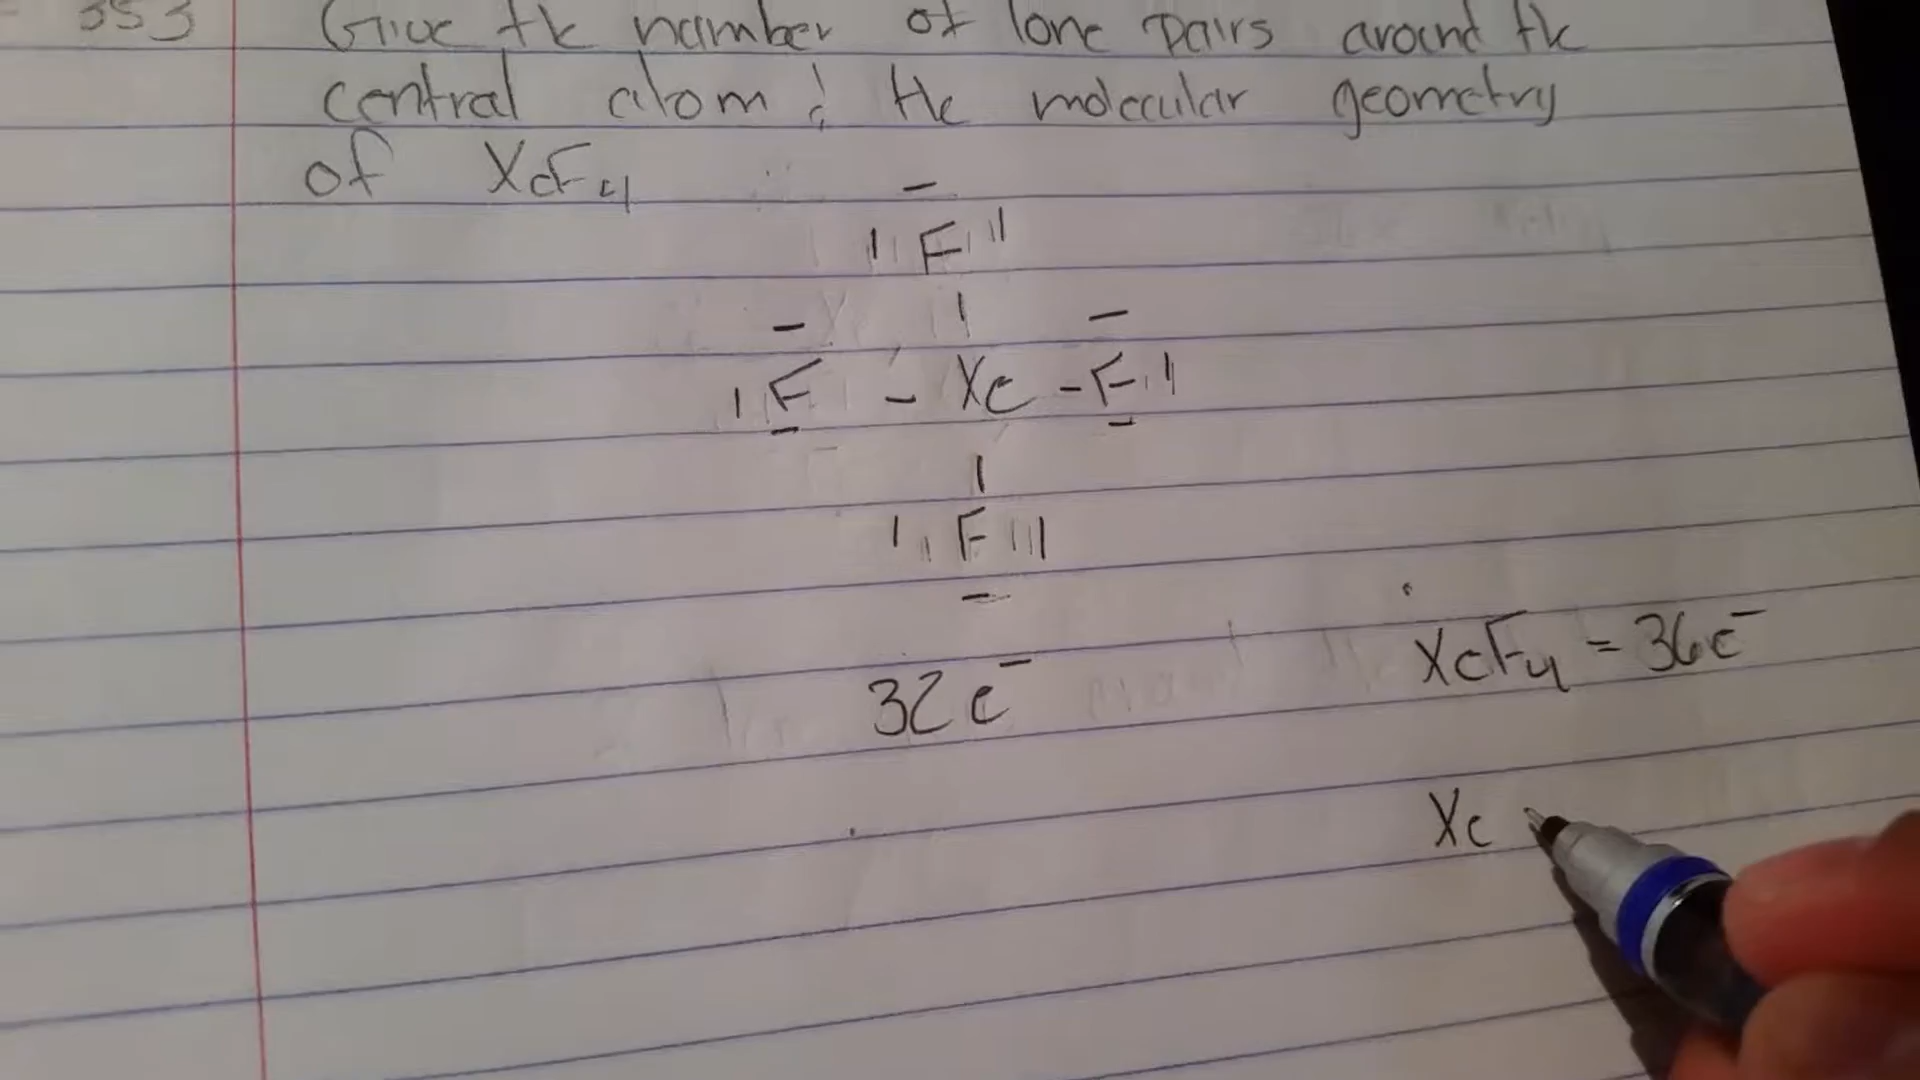 353
Give the number of lone pairs around the
central atom & the molecular geometry
of XeF4
F
F - Xe - F
F
32 e-
XeF4 = 36e-
Xe